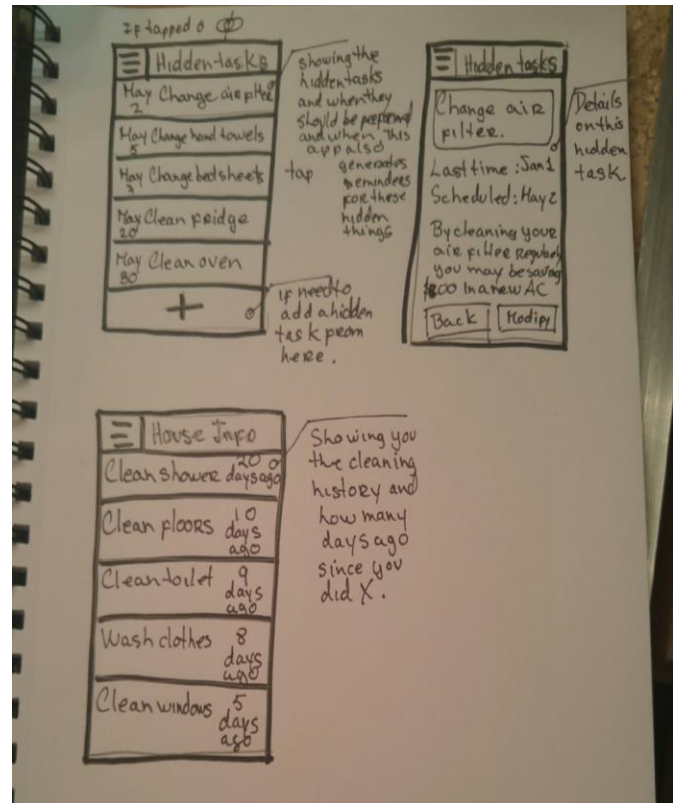 If tapped
Hidden tasks
May Change air filter
2
May Change hand towels
5
May Change bedsheets
May Clean fridge
20
May Clean oven
30
+
showing the
hidden tasks
and when they
should be performed
and when. This
app also
generates
reminders
for these
hidden
things
tap
if need to
add a hidden
task from
here.
Hidden tasks
Change air
filter.
Last time : Jan 1
Scheduled : May 2
By cleaning your
air filter regularly
you may be saving
in a new AC
Back Modify
Details
on this
hidden
task
House Info
Clean shower 20
days ago
Clean floors 10
days
ago
Clean toilet 9
days
ago
Wash clothes 8
days
ago
Clean windows 5
days
ago
Showing you
the cleaning
history and
how many
days ago
since you
did X.